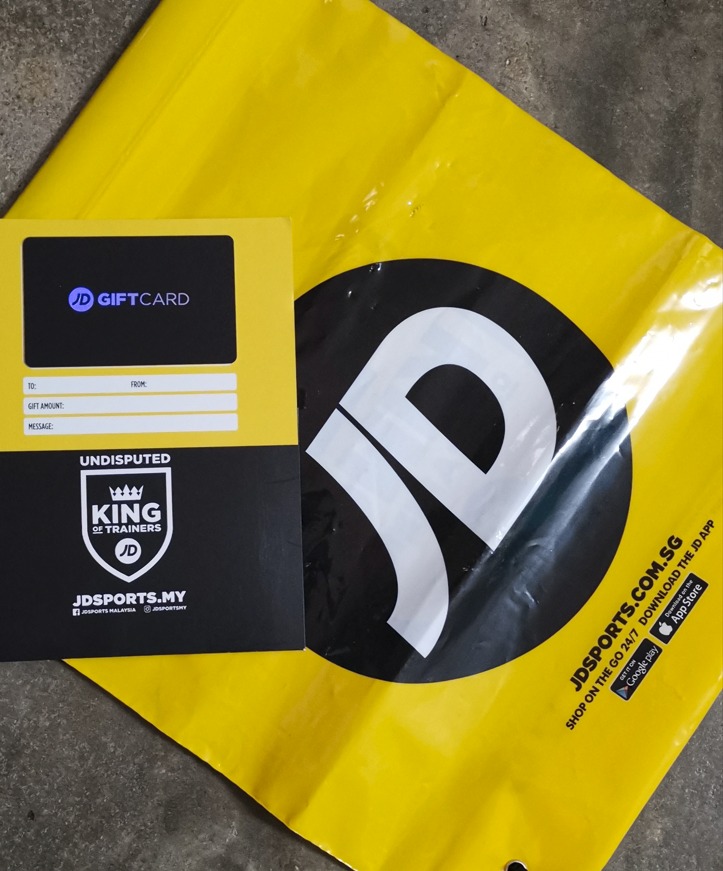 JD GIFTCARD
TO: FROM:
GIFT AMOUNT:
MESSAGE:
UNDISPUTED
KING
OF TRAINERS
JD
JDSPORTS.MY
JDSPORTS MALAYSIA JDSPORTSMY
JD
JDSPORTS.COM.SG
SHOP ON THE GO 24/7 DOWNLOAD THE JD APP
GET IT ON
Google play
Download on the
App Store